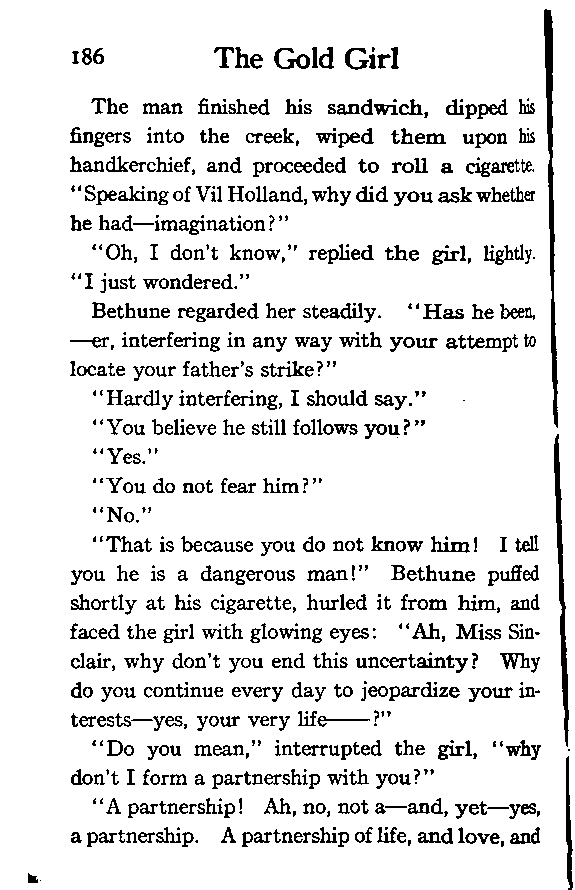 186 The Gold Girl
The man finished his sandwich, dipped his
fingers into the creek, wiped them upon his
handkerchief, and proceeded to roll a cigarette.
"Speaking of Vil Holland, why did you ask whether
he had—imagination?"
"Oh, I don't know," replied the girl, lightly.
"I just wondered."
Bethune regarded her steadily. "Has he been,
—er, interfering in any way with your attempt to
locate your father's strike?"
"Hardly interfering, I should say."
"You believe he still follows you?"
"Yes."
"You do not fear him?"
"No."
"That is because you do not know him! I tell
you he is a dangerous man!" Bethune puffed
shortly at his cigarette, hurled it from him, and
faced the girl with glowing eyes: "Ah, Miss Sin-
clair, why don't you end this uncertainty? Why
do you continue every day to jeopardize your in-
terests—yes, your very life——?"
"Do you mean," interrupted the girl, "why
don't I form a partnership with you?"
"A partnership! Ah, no, not a—and, yet—yes,
a partnership. A partnership of life, and love, and